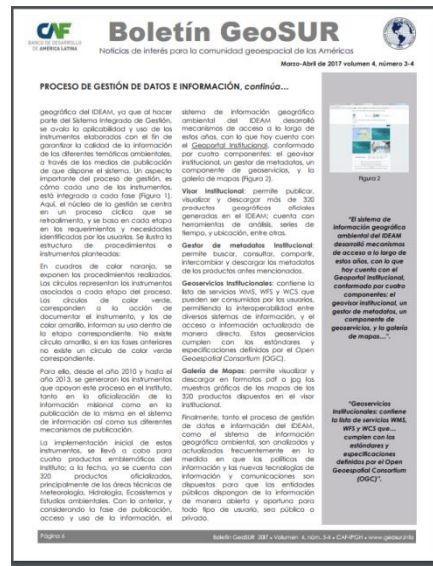 CAF
BANCO DE DESARROLLO
DE AMÉRICA LATINA
Boletín GeoSUR
Noticias de interés para la comunidad geoespacial de las Américas
Marzo-Abril de 2017 volumen 4, número 3-4
PROCESO DE GESTIÓN DE DATOS E INFORMACIÓN, continúa…
geográfica del IDEAM, ya que al hacer
parte del Sistema Integrado de Gestión,
se avala la aplicabilidad y uso de los
instrumentos elaborados con el fin de
garantizar la calidad de la información
de las diferentes temáticas ambientales,
a través de los medios de publicación
de que dispone el sistema. Un aspecto
importante del proceso de gestión, es
cómo cada uno de los instrumentos,
está integrado a cada fase (Figura 1).
Aquí, el núcleo de la gestión se centra
en un proceso cíclico que se
retroalimenta, y se basa en cada etapa
en los requerimientos y necesidades
identificadas por los usuarios. Se ilustra la
estructura de procedimientos e
instrumentos planteados:
En cuadros de color naranja, se
exponen los procedimientos realizados.
Los círculos representan los instrumentos
asociados a cada etapa del proceso.
Los círculos de color verde,
corresponden a la acción de
documentar el instrumento, y los de
color amarillo, informan su uso dentro de
la etapa correspondiente. No existe
círculo amarillo, si en las fases anteriores
no existe un círculo de color verde
correspondiente.
Para ello, desde el año 2010 y hasta el
año 2013, se generaron los instrumentos
que apoyan este proceso en el Instituto,
tanto en la oficialización de la
información misional como en la
publicación de la misma en el sistema
de información así como sus diferentes
mecanismos de publicación.
La implementación inicial de estos
instrumentos, se llevó a cabo para
cuatro productos emblemáticos del
Instituto; a la fecha, ya se cuenta con
320 productos oficializados,
principalmente de las áreas técnicas de
Meteorología, Hidrología, Ecosistemas y
Estudios ambientales. Con lo anterior, y
considerando la fase de publicación,
acceso y uso de la información, el
sistema de información geográfica
ambiental del IDEAM desarrolló
mecanismos de acceso a lo largo de
estos años, con lo que hoy cuenta con
el Geoportal Institucional, conformado
por cuatro componentes: el geovisor
institucional, un gestor de metadatos, un
componente de geoservicios, y la
galería de mapas (Figura 2).
Visor Institucional: permite publicar,
visualizar y descargar más de 320
productos geográficos oficiales
generados en el IDEAM; cuenta con
herramientas de análisis, series de
tiempo, y ubicación, entre otras.
Gestor de metadatos Institucional:
permite buscar, consultar, compartir,
intercambiar y descargar los metadatos
de los productos antes mencionados.
Geoservicios Institucionales: contiene la
lista de servicios WMS, WFS y WCS que
pueden ser consumidos por los usuarios,
permitiendo la interoperabilidad entre
diversos sistemas de información, y el
acceso a información actualizada de
manera directa. Estos geoservicios
cumplen con los estándares y
especificaciones definidos por el Open
Geospatial Consortium (OGC).
Galería de Mapas: permite visualizar y
descargar en formatos pdf o jpg las
muestras gráficas de los mapas de los
320 productos dispuestos en el visor
institucional.
Finalmente, tanto el proceso de gestión
de datos e información del IDEAM,
como el sistema de información
geográfico ambiental, son analizados y
actualizados frecuentemente en la
medida en que las políticas de
información y las nuevas tecnologías de
información y comunicaciones son
dispuestas para que las entidades
públicas dispongan de la información
de manera abierta y oportuna para
todo tipo de usuario, sea público o
privado.
Figura 2
"El sistema de
información geográfica
ambiental del IDEAM
desarrolló mecanismos
de acceso a lo largo de
estos años, con lo que
hoy cuenta con el
Geoportal Institucional,
conformado por cuatro
componentes: el
geovisor institucional, un
gestor de metadatos, un
componente de
geoservicios, y la galería
de mapas…".
"Geoservicios
Institucionales: contiene
la lista de servicios WMS,
WFS y WCS que…
cumplen con los
estándares y
especificaciones
definidos por el Open
Geospatial Consortium
(OGC)".
Página 6
Boletín GeoSUR 2017 • Volumen 4, núm. 3-4 • CAF-IPGH • www.geosur.info